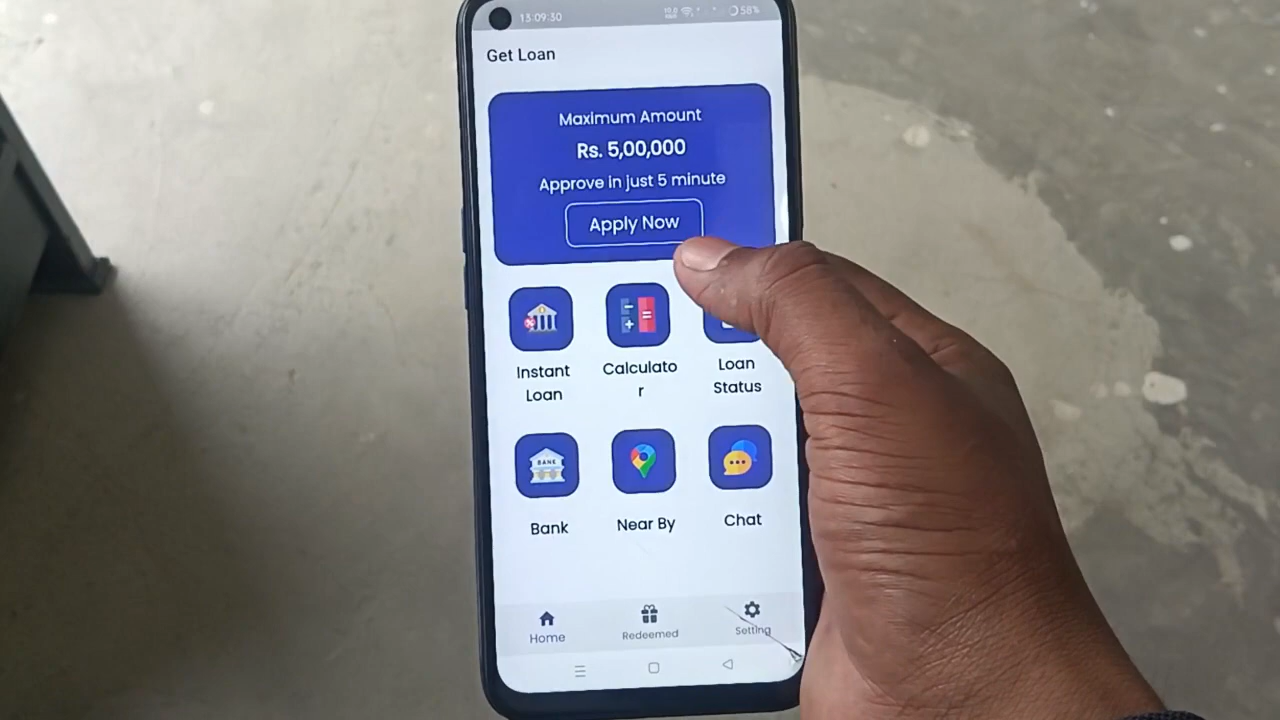 13:09:30
58%
Get Loan
Maximum Amount
Rs. 5,00,000
Approve in just 5 minute
Apply Now
Instant
Loan
Calculato
r
Loan
Status
BANK
Bank
Near By
Chat
Home
Redeemed
Setting